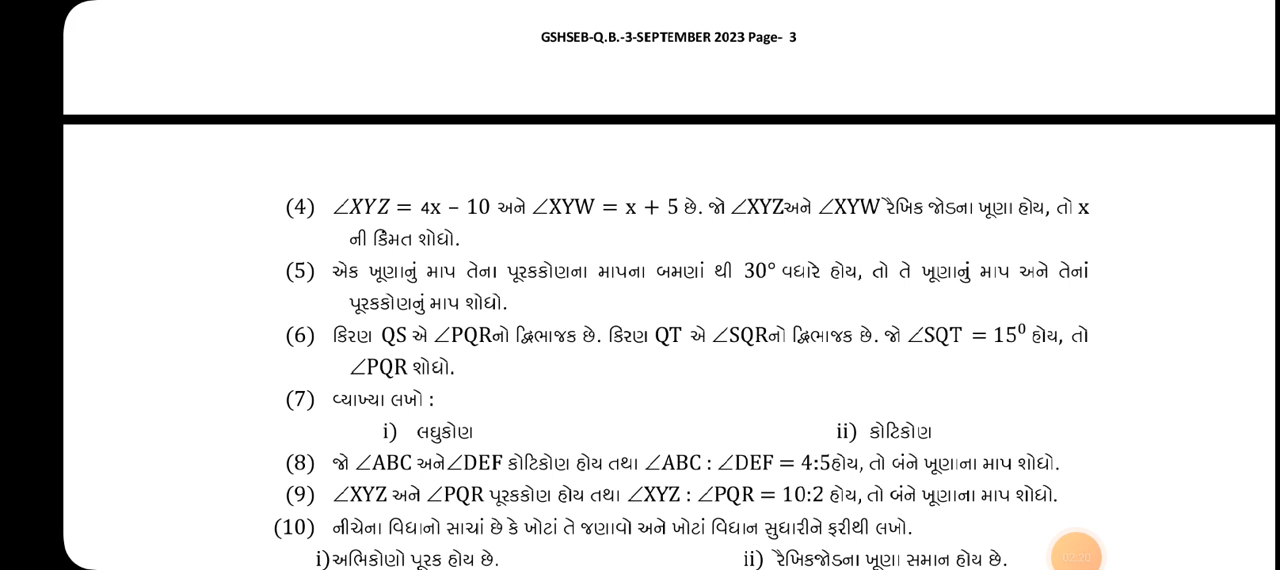 GSHSEB-Q.B.-3-SEPTEMBER 2023 Page- 3
(4) ∠XYZ = 4x – 10 અને ∠XYW = x + 5 છે. જો ∠XYZઅને ∠XYW રૈખિક જોડના ખૂણા હોય, તો x
ની કિંમત શોધો.
(5) એક ખૂણાનું માપ તેના પૂરકકોણના માપના બમણાં થી 30° વધારે હોય, તો તે ખૂણાનું માપ અને તેનાં
પૂરકકોણનું માપ શોધો.
(6) કિરણ QS એ ∠PQRનો દ્વિભાજક છે. કિરણ QT એ ∠SQRનો દ્વિભાજક છે. જો ∠SQT = 15⁰ હોય, તો
∠PQR શોધો.
(7) વ્યાખ્યા લખો :
i) લઘુકોણ ii) કોટિકોણ
(8) જો ∠ABC અને∠DEF કોટિકોણ હોય તથા ∠ABC : ∠DEF = 4:5હોય, તો બંને ખૂણાના માપ શોધો.
(9) ∠XYZ અને ∠PQR પૂરકકોણ હોય તથા ∠XYZ : ∠PQR = 10:2 હોય, તો બંને ખૂણાના માપ શોધો.
(10) નીચેના વિધાનો સાચાં છે કે ખોટાં તે જણાવો અને ખોટાં વિધાન સુધારીને ફરીથી લખો.
i)અભિકોણો પૂરક હોય છે. ii) રૈખિકજોડના ખૂણા સમાન હોય છે.